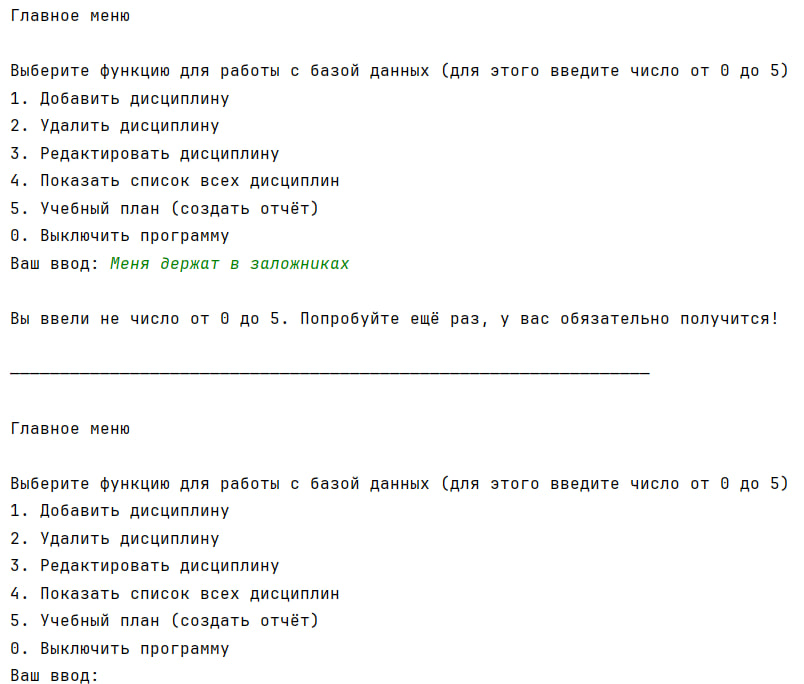 Главное меню
Выберите функцию для работы с базой данных (для этого введите число от 0 до 5)
1. Добавить дисциплину
2. Удалить дисциплину
3. Редактировать дисциплину
4. Показать список всех дисциплин
5. Учебный план (создать отчёт)
0. Выключить программу
Ваш ввод: Меня держат в заложниках
Вы ввели не число от 0 до 5. Попробуйте ещё раз, у вас обязательно получится!
________________________________________________________________
Главное меню
Выберите функцию для работы с базой данных (для этого введите число от 0 до 5)
1. Добавить дисциплину
2. Удалить дисциплину
3. Редактировать дисциплину
4. Показать список всех дисциплин
5. Учебный план (создать отчёт)
0. Выключить программу
Ваш ввод: